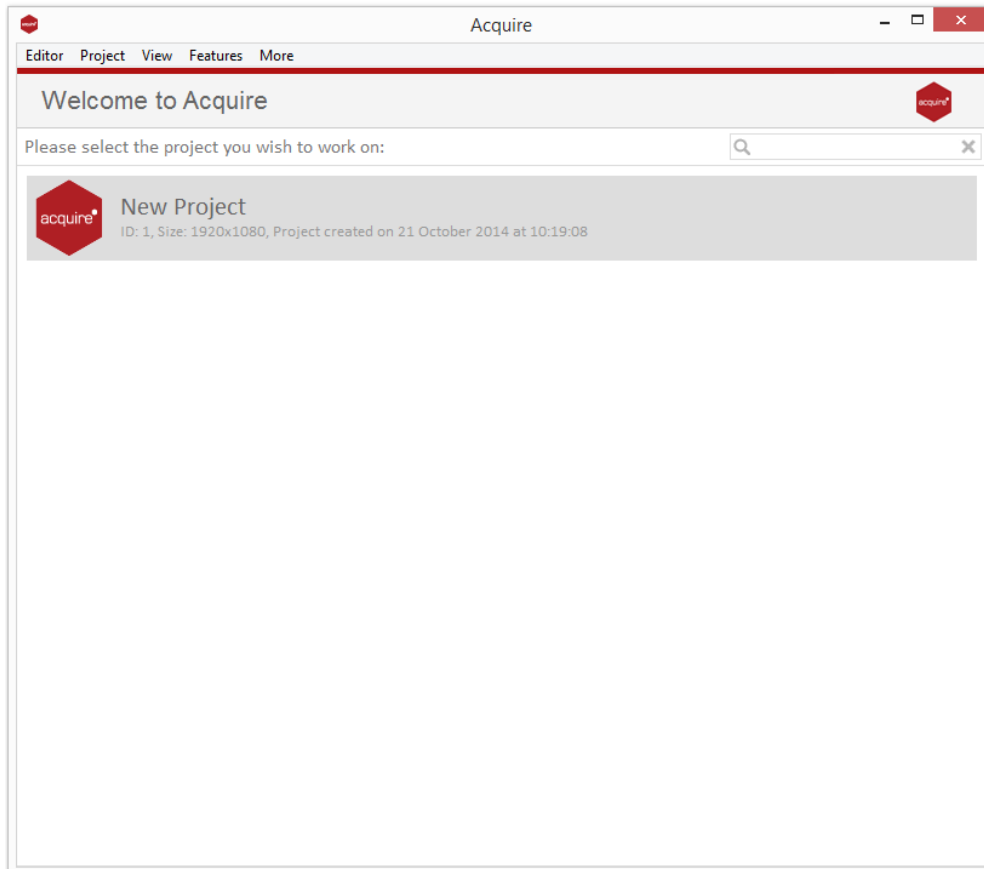 Acquire
Editor Project View Features More
Welcome to Acquire
acquire
Please select the project you wish to work on:
acquire
New Project
ID: 1, Size: 1920x1080, Project created on 21 October 2014 at 10:19:08